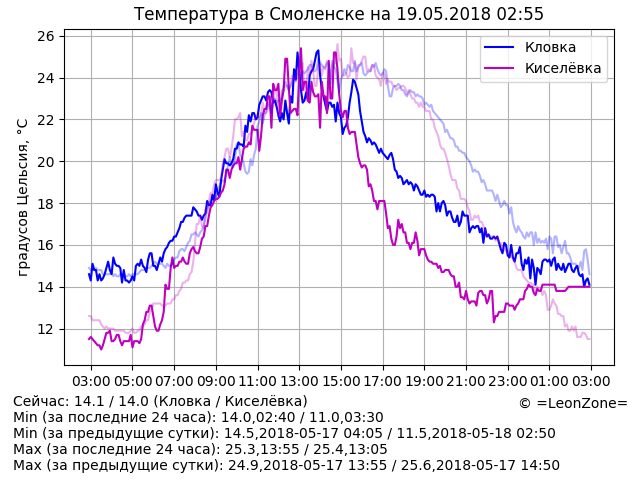 Температура в Смоленске на 19.05.2018 02:55
градусов Цельсия, °C
26
24
22
20
18
16
14
12
Кловка
Киселёвка
03:00 05:00 07:00 09:00 11:00 13:00 15:00 17:00 19:00 21:00 23:00 01:00 03:00
Сейчас: 14.1 / 14.0 (Кловка / Киселёвка)
© =LeonZone=
Min (за последние 24 часа): 14.0,02:40 / 11.0,03:30
Min (за предыдущие сутки): 14.5,2018-05-17 04:05 / 11.5,2018-05-18 02:50
Max (за последние 24 часа): 25.3,13:55 / 25.4,13:05
Max (за предыдущие сутки): 24.9,2018-05-17 13:55 / 25.6,2018-05-17 14:50